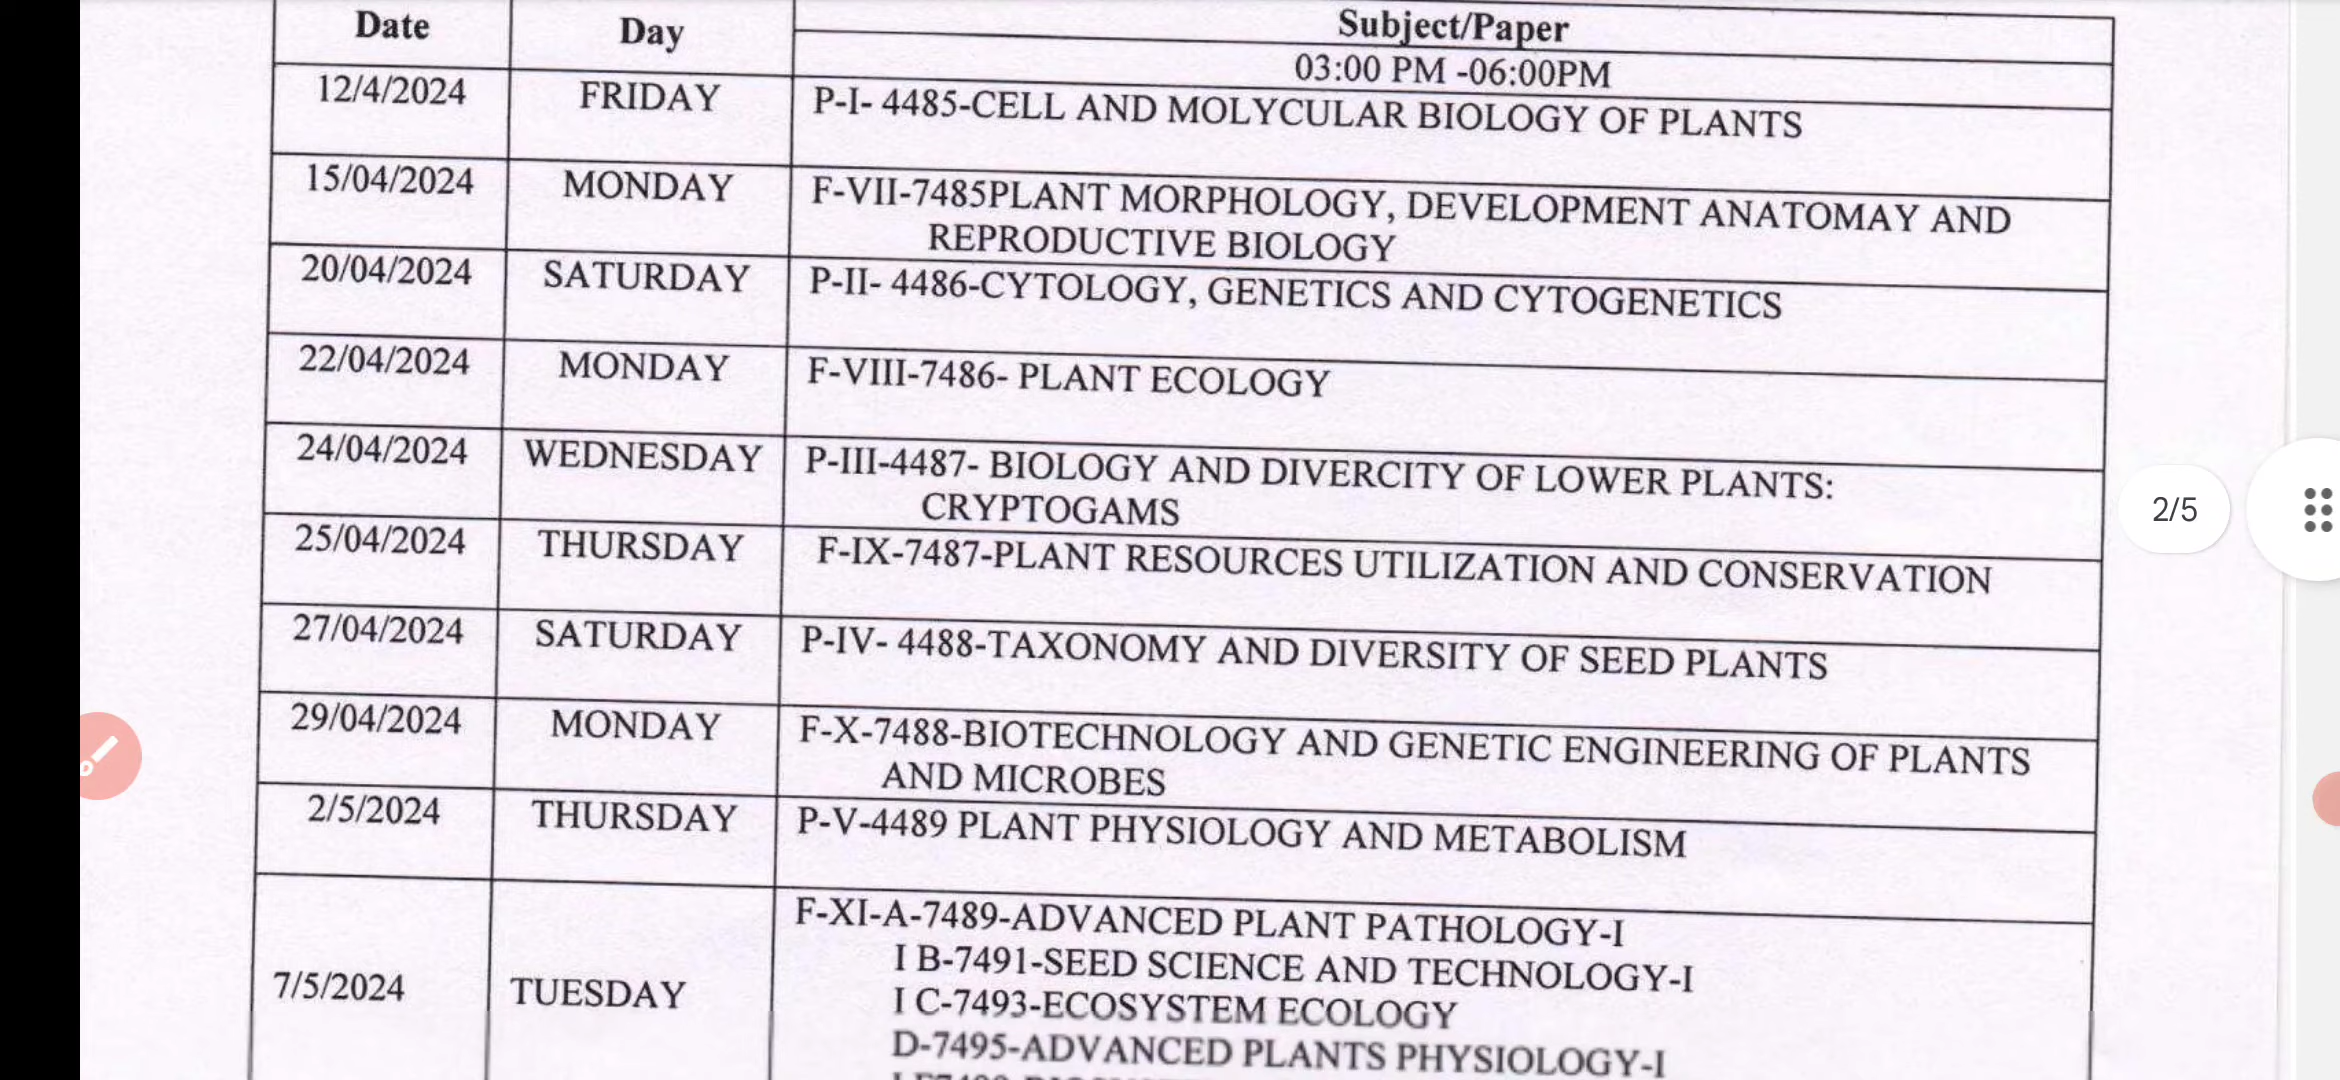 Date Day Subject/Paper
03:00 PM -06:00PM
12/4/2024 FRIDAY P-I- 4485-CELL AND MOLYCULAR BIOLOGY OF PLANTS
15/04/2024 MONDAY F-VII-7485PLANT MORPHOLOGY, DEVELOPMENT ANATOMAY AND
REPRODUCTIVE BIOLOGY
20/04/2024 SATURDAY P-II- 4486-CYTOLOGY, GENETICS AND CYTOGENETICS
22/04/2024 MONDAY F-VIII-7486- PLANT ECOLOGY
24/04/2024 WEDNESDAY P-III-4487- BIOLOGY AND DIVERCITY OF LOWER PLANTS:
CRYPTOGAMS
25/04/2024 THURSDAY F-IX-7487-PLANT RESOURCES UTILIZATION AND CONSERVATION
27/04/2024 SATURDAY P-IV- 4488-TAXONOMY AND DIVERSITY OF SEED PLANTS
29/04/2024 MONDAY F-X-7488-BIOTECHNOLOGY AND GENETIC ENGINEERING OF PLANTS
AND MICROBES
2/5/2024 THURSDAY P-V-4489 PLANT PHYSIOLOGY AND METABOLISM
F-XI-A-7489-ADVANCED PLANT PATHOLOGY-I
I B-7491-SEED SCIENCE AND TECHNOLOGY-I
7/5/2024 TUESDAY I C-7493-ECOSYSTEM ECOLOGY
D-7495-ADVANCED PLANTS PHYSIOLOGY-I
2/5